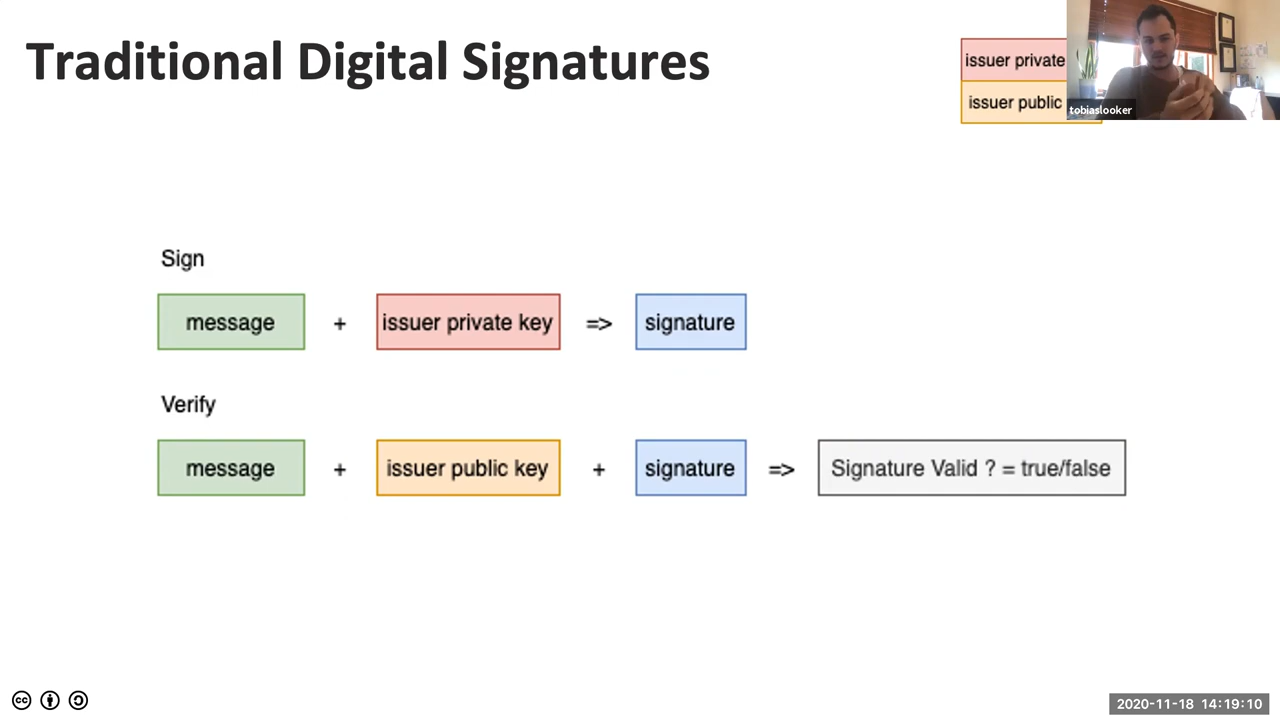 Traditional Digital Signatures
issuer private
issuer public
tobiaslooker
Sign
message + issuer private key => signature
Verify
message + issuer public key + signature => Signature Valid ? = true/false
cc
2020-11-18 14:19:10